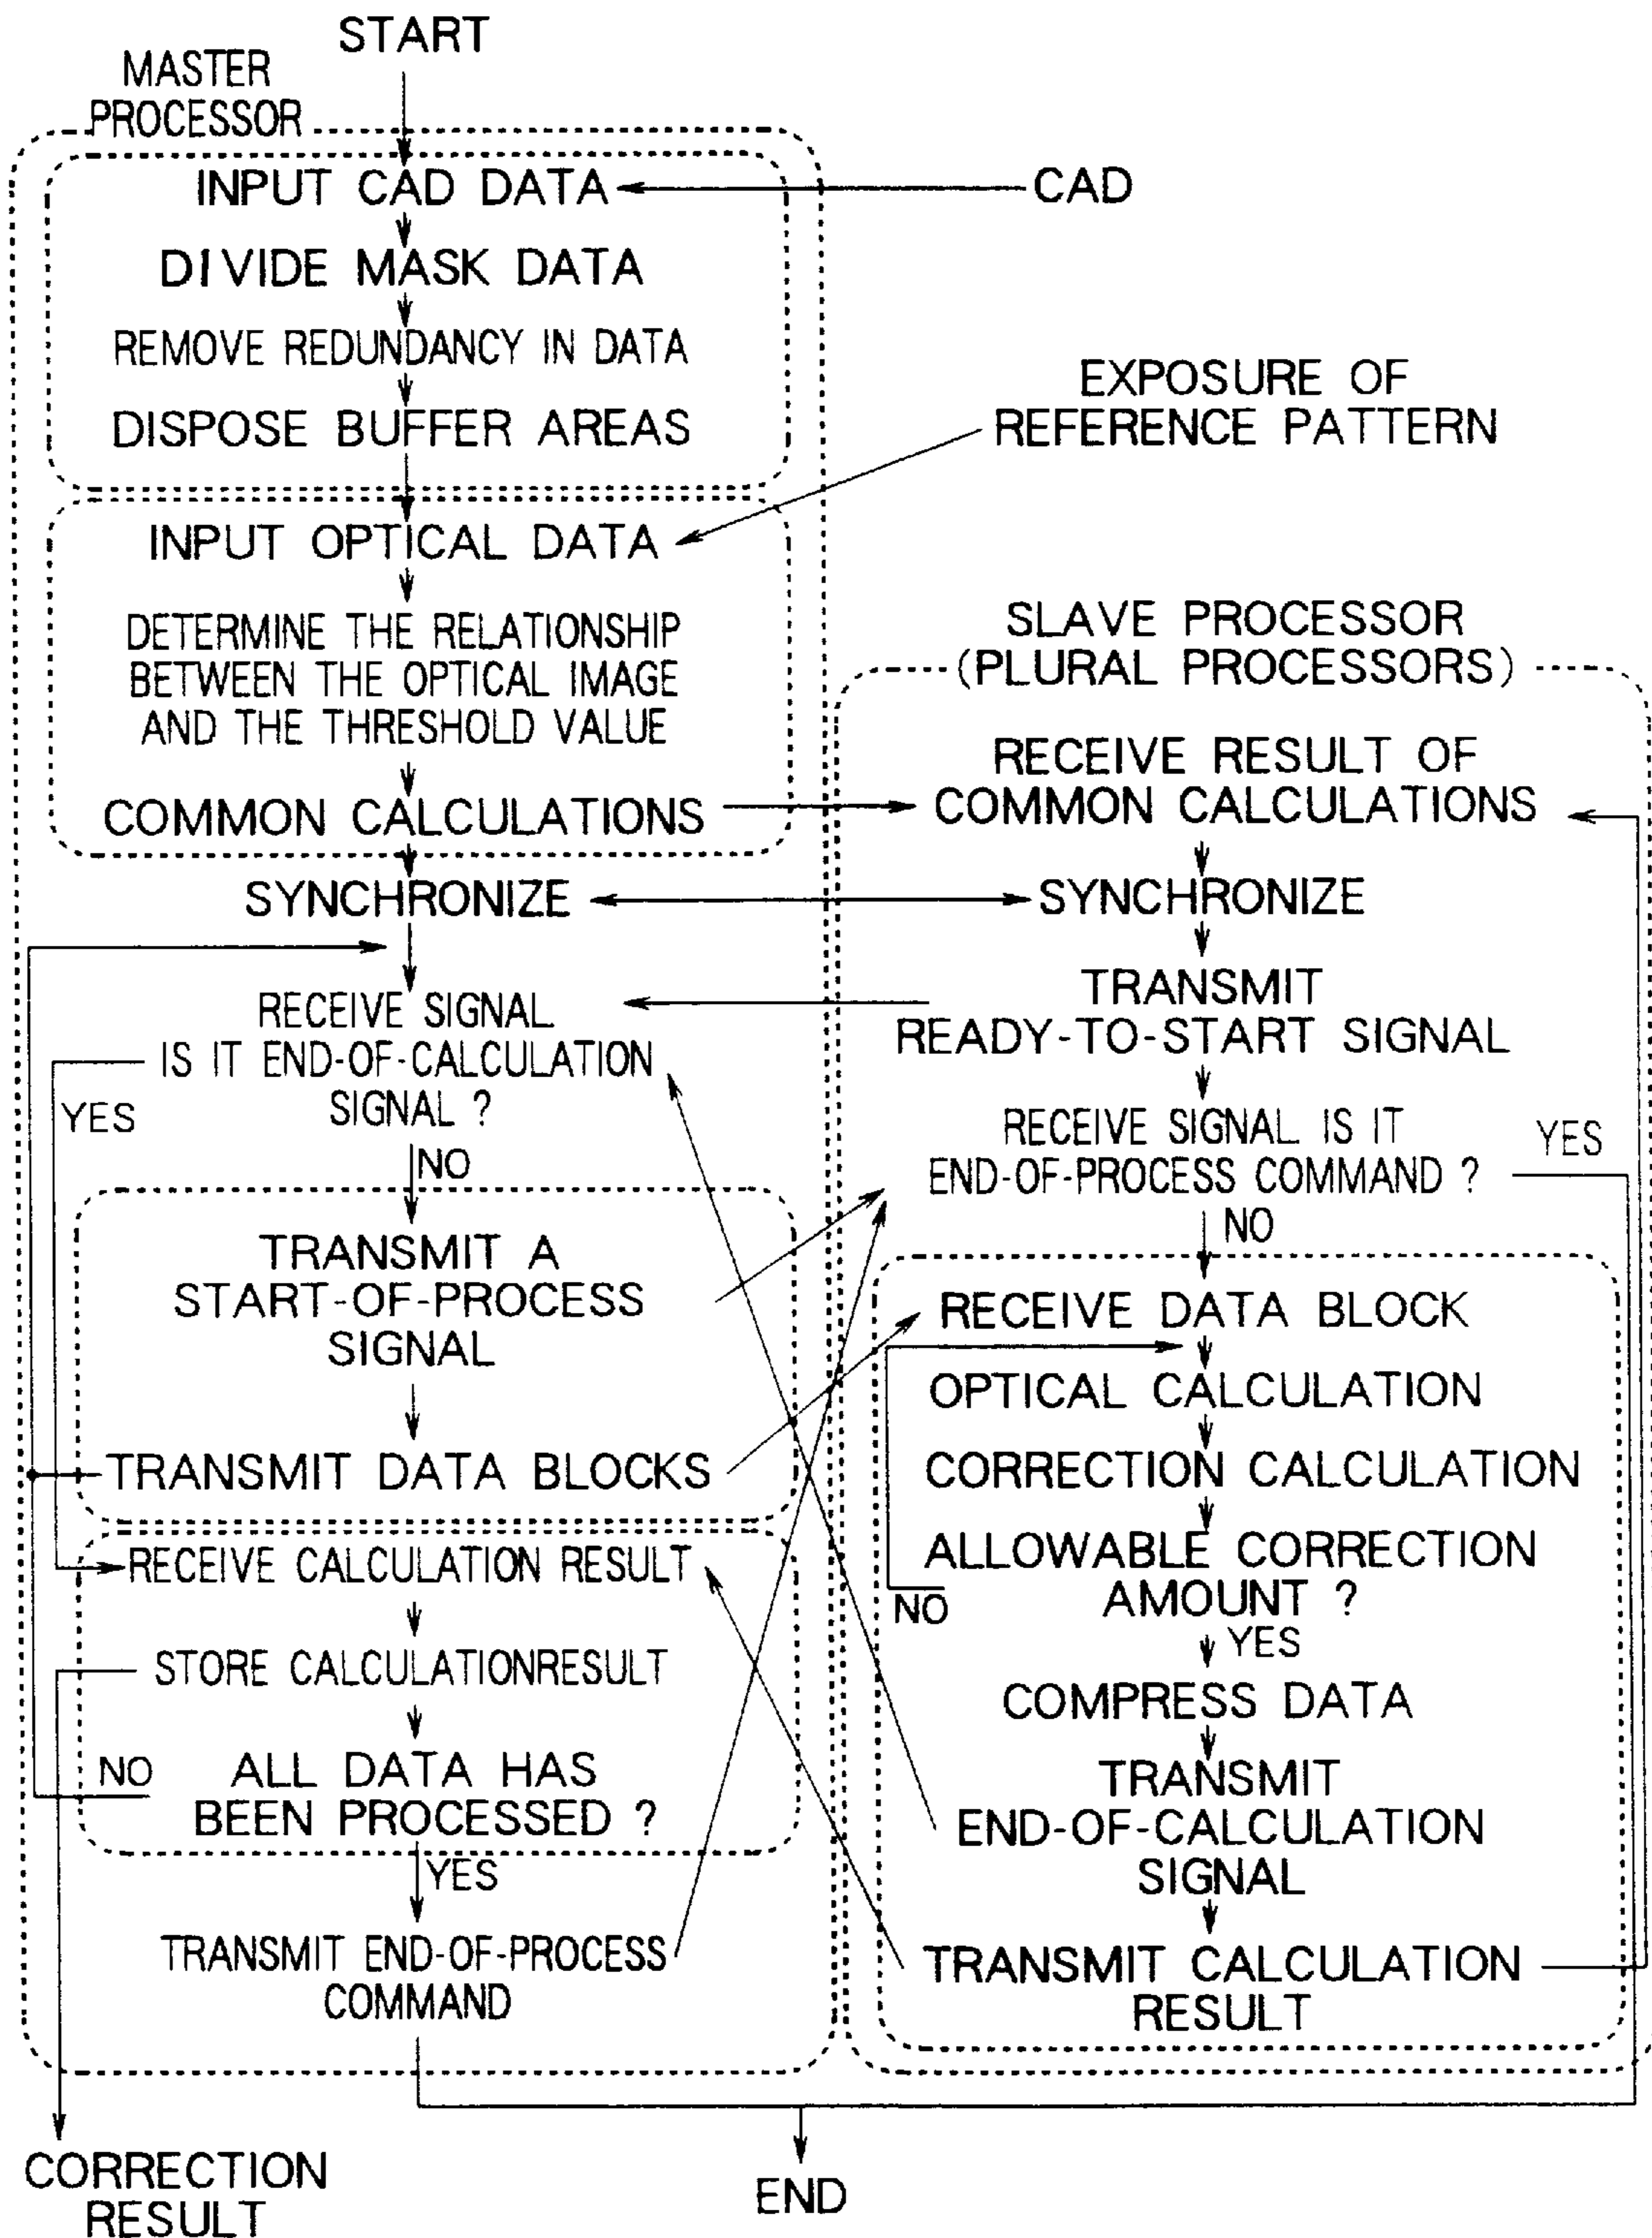 START
MASTER
PROCESSOR
INPUT CAD DATA
CAD
DIVIDE MASK DATA
REMOVE REDUNDANCY IN DATA
DISPOSE BUFFER AREAS
EXPOSURE OF
REFERENCE PATTERN
INPUT OPTICAL DATA
DETERMINE THE RELATIONSHIP
BETWEEN THE OPTICAL IMAGE
AND THE THRESHOLD VALUE
COMMON CALCULATIONS
SYNCHRONIZE
RECEIVE SIGNAL
IS IT END-OF-CALCULATION
SIGNAL ?
YES
NO
TRANSMIT A
START-OF-PROCESS
SIGNAL
TRANSMIT DATA BLOCKS
RECEIVE CALCULATION RESULT
STORE CALCULATIONRESULT
NO
ALL DATA HAS
BEEN PROCESSED ?
YES
TRANSMIT END-OF-PROCESS
COMMAND
CORRECTION
RESULT
SLAVE PROCESSOR
(PLURAL PROCESSORS)
RECEIVE RESULT OF
COMMON CALCULATIONS
SYNCHRONIZE
TRANSMIT
READY-TO-START SIGNAL
RECEIVE SIGNAL IS IT
END-OF-PROCESS COMMAND ?
YES
NO
RECEIVE DATA BLOCK
OPTICAL CALCULATION
CORRECTION CALCULATION
ALLOWABLE CORRECTION
AMOUNT ?
NO
YES
COMPRESS DATA
TRANSMIT
END-OF-CALCULATION
SIGNAL
TRANSMIT CALCULATION
RESULT
END